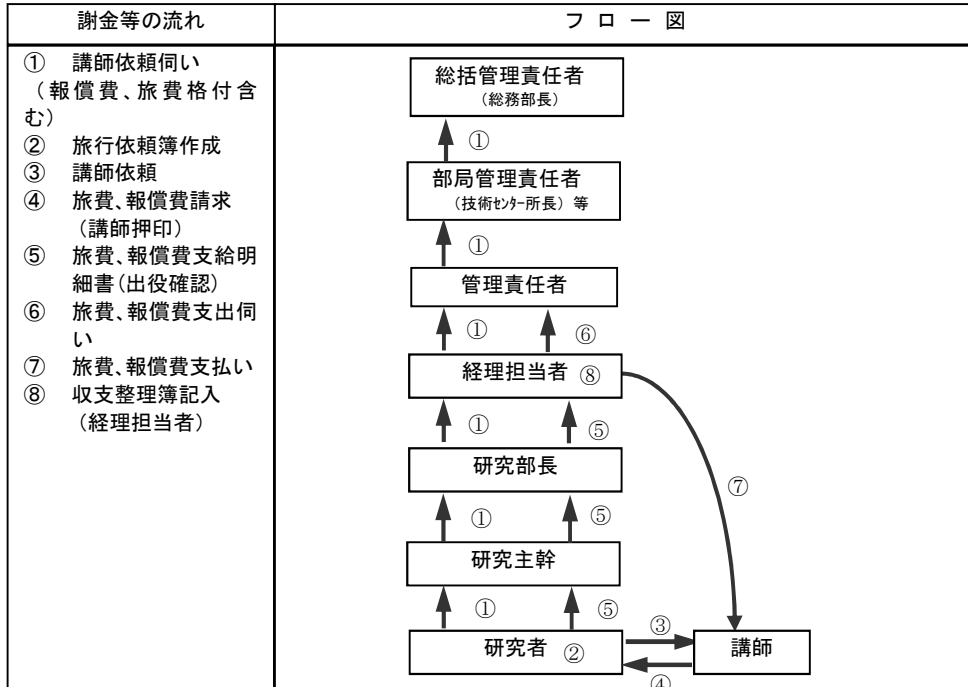 謝金等の流れ
フ ロ ー 図
① 講師依頼伺い
(報償費、旅費格付含
む)
② 旅行依頼簿作成
③ 講師依頼
④ 旅費、報償費請求
(講師押印)
⑤ 旅費、報償費支給明
細書(出役確認)
⑥ 旅費、報償費支出伺
い
⑦ 旅費、報償費支払い
⑧ 収支整理簿記入
(経理担当者)
総括管理責任者
(総務部長)
①
部局管理責任者
(技術ｾﾝﾀｰ所長) 等
①
管理責任者
① ⑥
経理担当者 ⑧
① ⑤
研究部長
⑦
① ⑤
研究主幹
① ⑤
③
研究者 ②
講師
④